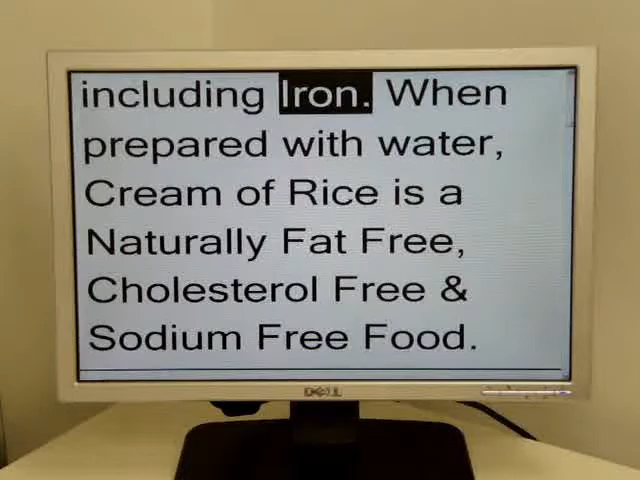 including Iron. When
prepared with water,
Cream of Rice is a
Naturally Fat Free,
Cholesterol Free &
Sodium Free Food.
DELL